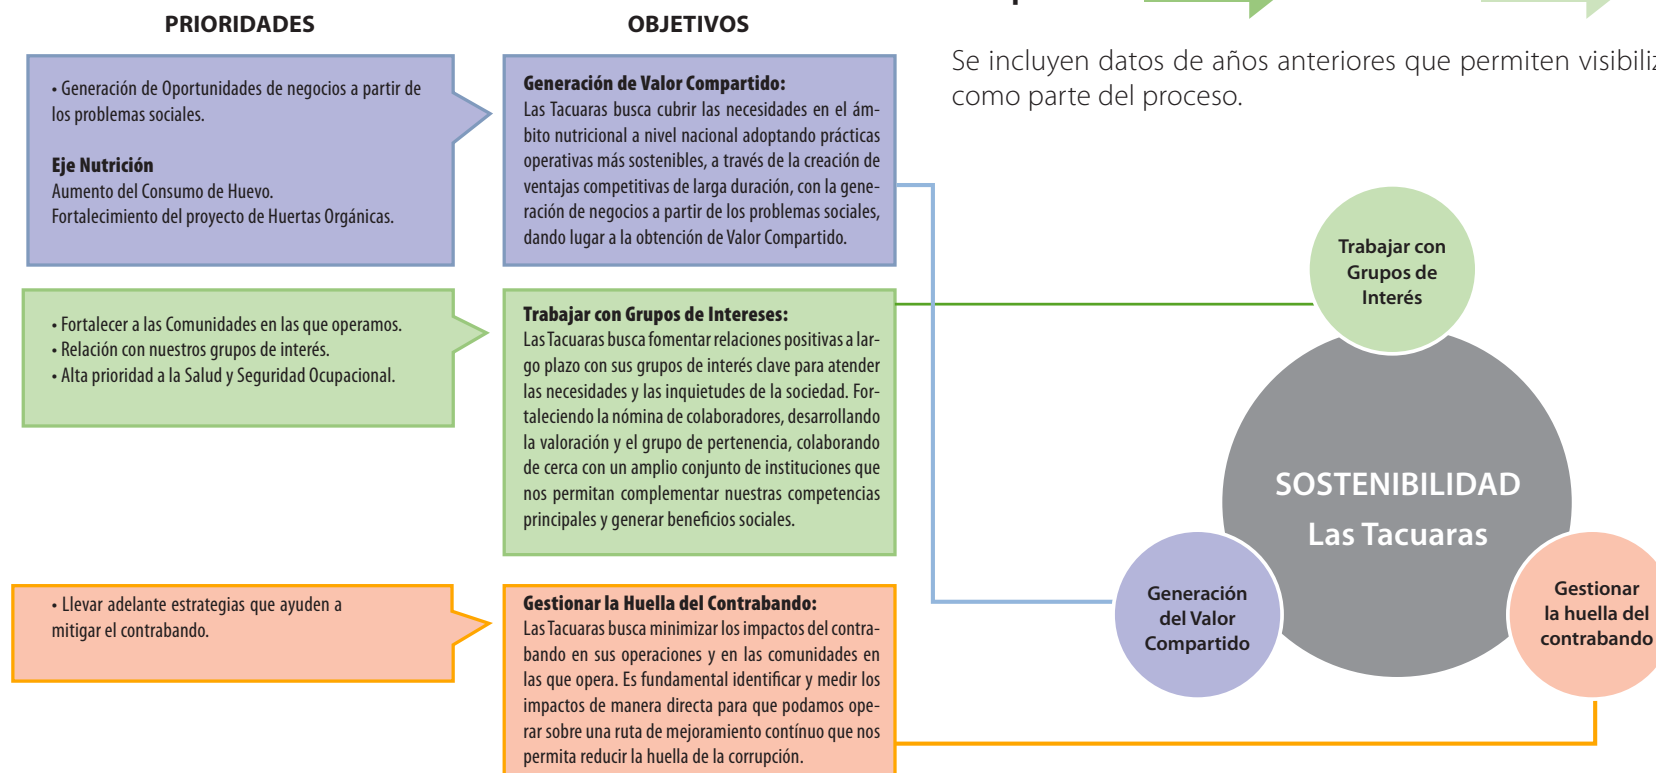 PRIORIDADES
• Generación de Oportunidades de negocios a partir de
los problemas sociales.
Eje Nutrición
Aumento del Consumo de Huevo.
Fortalecimiento del proyecto de Huertas Orgánicas.
• Fortalecer a las Comunidades en las que operamos.
• Relación con nuestros grupos de interés.
• Alta prioridad a la Salud y Seguridad Ocupacional.
• Llevar adelante estrategias que ayuden a
mitigar el contrabando.
OBJETIVOS
Generación de Valor Compartido:
Las Tacuaras busca cubrir las necesidades en el ám-
bito nutricional a nivel nacional adoptando prácticas
operativas más sostenibles, a través de la creación de
ventajas competitivas de larga duración, con la gene-
ración de negocios a partir de los problemas sociales,
dando lugar a la obtención de Valor Compartido.
Trabajar con Grupos de Intereses:
Las Tacuaras busca fomentar relaciones positivas a lar-
go plazo con sus grupos de interés clave para atender
las necesidades y las inquietudes de la sociedad. For-
taleciendo la nómina de colaboradores, desarrollando
la valoración y el grupo de pertenencia, colaborando
de cerca con un amplio conjunto de instituciones que
nos permitan complementar nuestras competencias
principales y generar beneficios sociales.
Gestionar la Huella del Contrabando:
Las Tacuaras busca minimizar los impactos del contra-
bando en sus operaciones y en las comunidades en
las que opera. Es fundamental identificar y medir los
impactos de manera directa para que podamos ope-
rar sobre una ruta de mejoramiento contínuo que nos
permita reducir la huella de la corrupción.
Se incluyen datos de años anteriores que permiten visibiliz
como parte del proceso.
Trabajar con
Grupos de
Interés
SOSTENIBILIDAD
Las Tacuaras
Generación
del Valor
Compartido
Gestionar
la huella del
contrabando